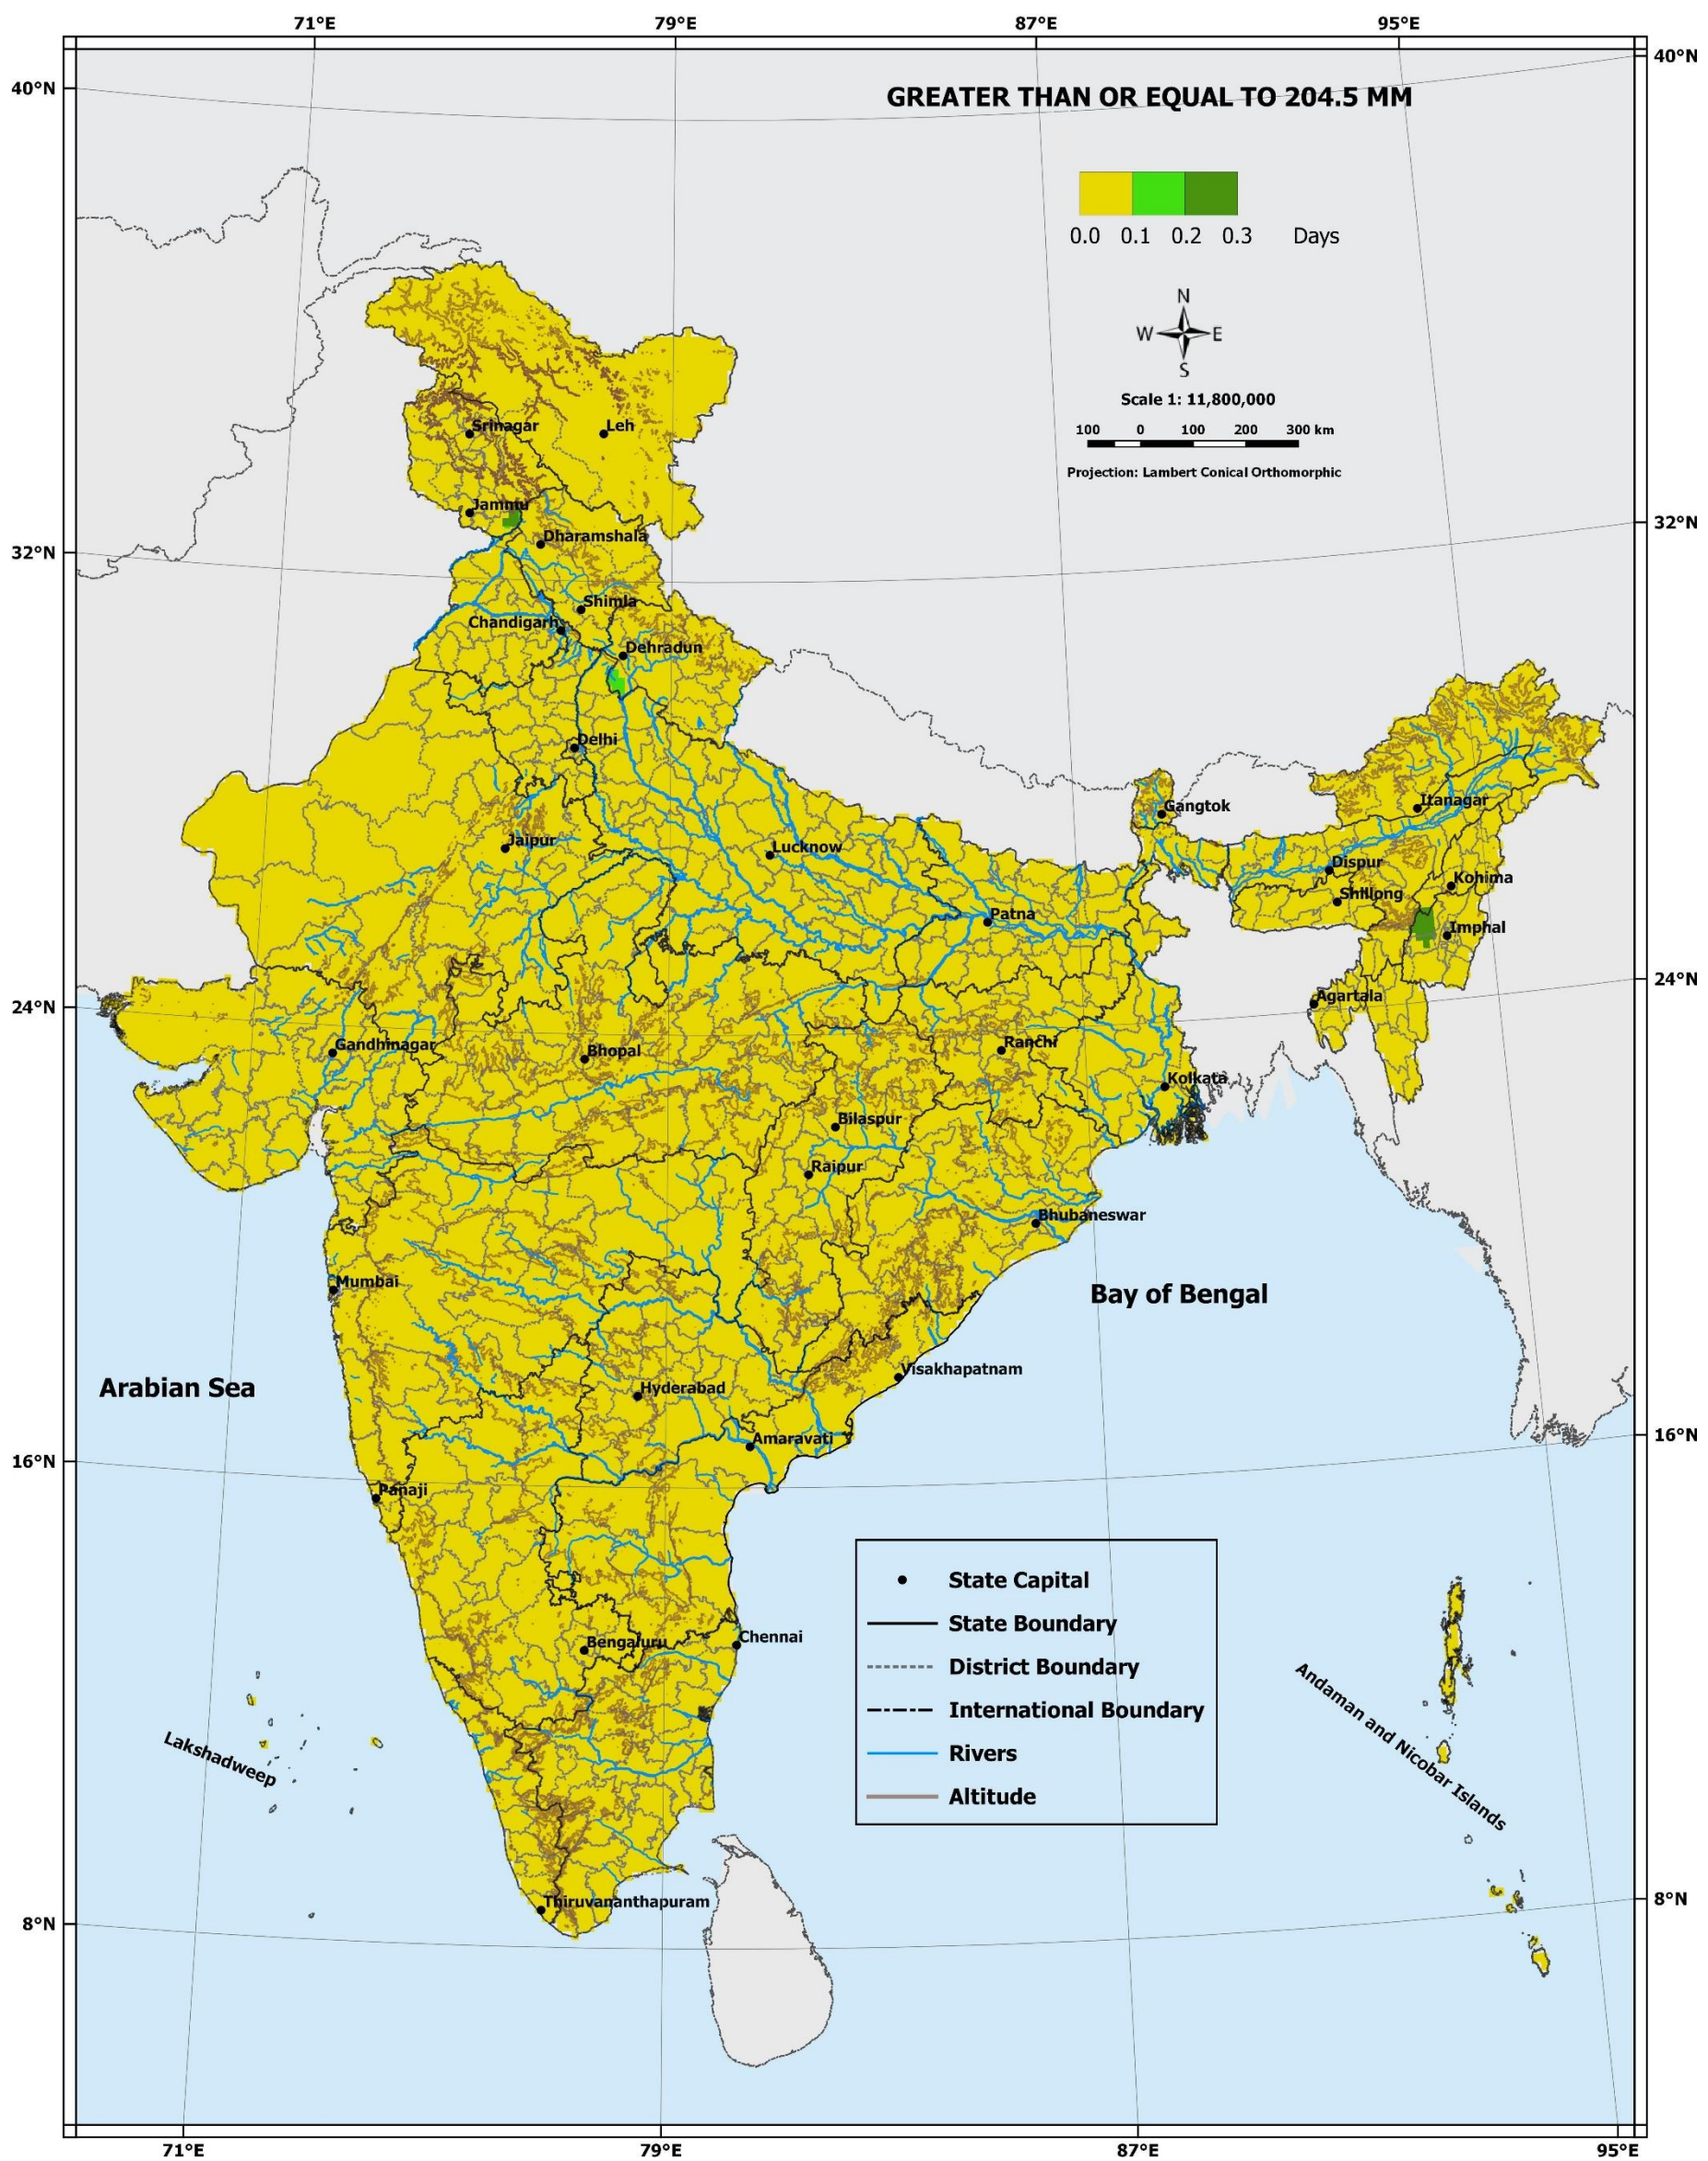 71°E 79°E 87°E 95°E
40°N 40°N
GREATER THAN OR EQUAL TO 204.5 MM
0.0 0.1 0.2 0.3 Days
N
W E
S
Scale 1: 11,800,000
100 0 100 200 300 km
Projection: Lambert Conical Orthomorphic
Srinagar
Leh
Jammu
32°N
Dharamshala
32°N
Shimla
Chandigarh
Dehradun
Delhi
Itanagar
Gangtok
Jaipur
Lucknow
Dispur
Kohima
Shillong
Patna
Imphal
24°N
Agartala
24°N
Ranchi
Gandhinagar
Bhopal
Kolkata
Bilaspur
Raipur
Bhubaneswar
Mumbai
Bay of Bengal
Visakhapatnam
Arabian Sea
Hyderabad
16°N
Amaravati
16°N
Panaji
State Capital
State Boundary
Bengaluru
Chennai
District Boundary
International Boundary
Andaman and Nicobar Islands
Lakshadweep
Rivers
Altitude
Thiruvananthapuram
8°N 8°N
71°E 79°E 87°E 95°E